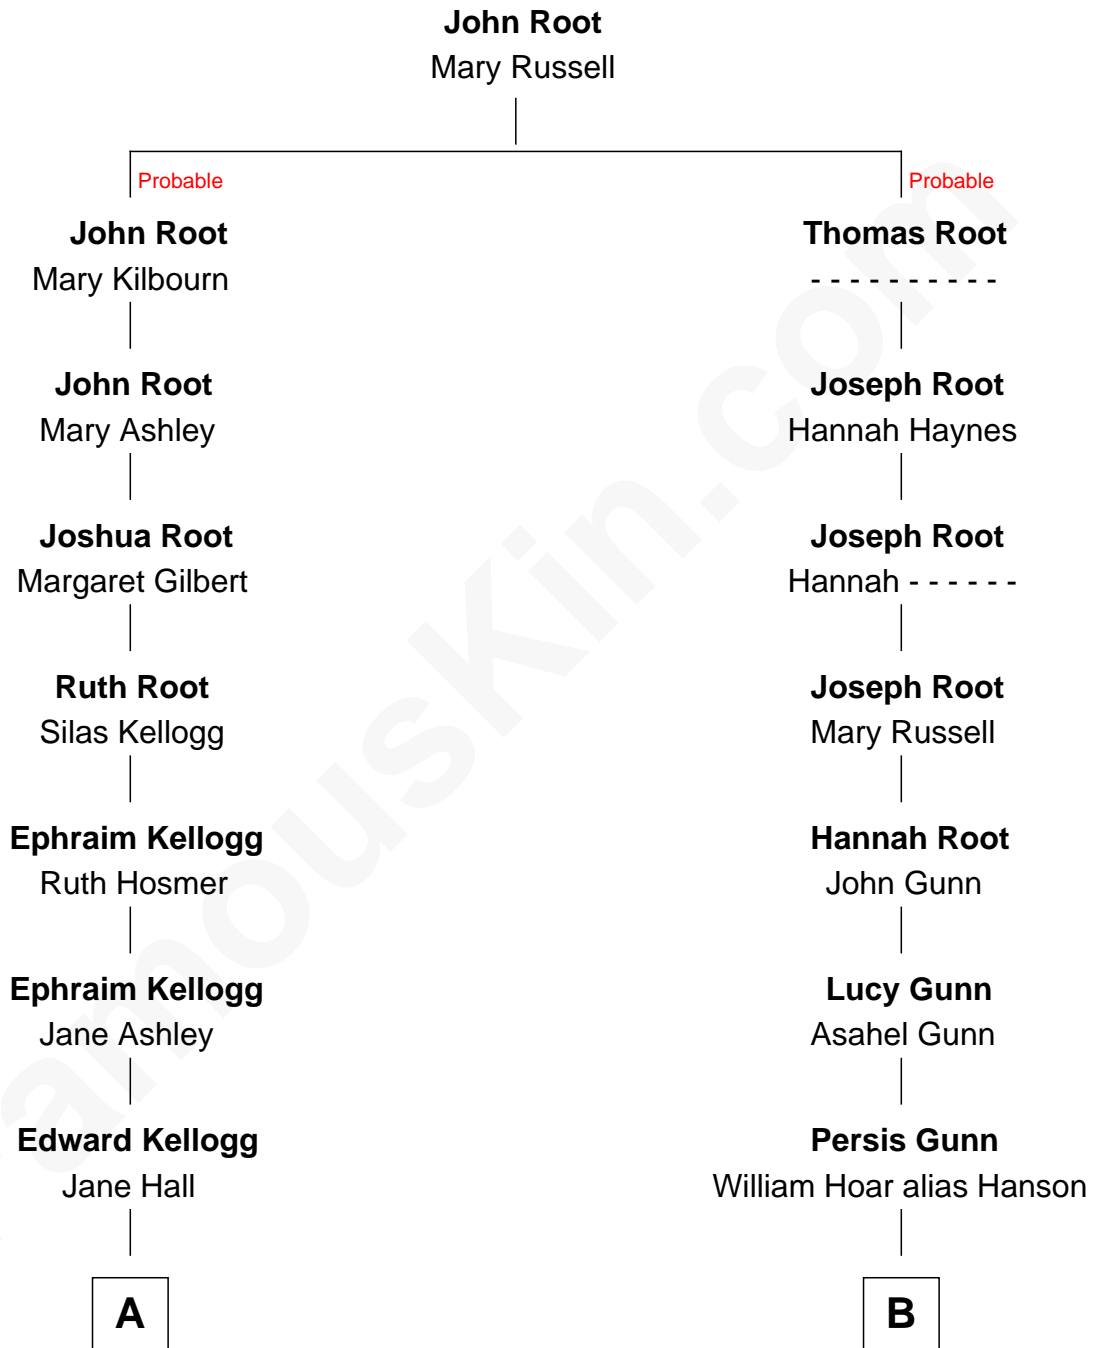 John Root
Mary Russell
Probable
Probable
John Root
Thomas Root
Mary Kilbourn
- - - - - - - - - -
John Root
Joseph Root
Mary Ashley
Hannah Haynes
Joshua Root
Joseph Root
Margaret Gilbert
Hannah - - - - - -
Ruth Root
Joseph Root
Silas Kellogg
Mary Russell
Ephraim Kellogg
Hannah Root
Ruth Hosmer
John Gunn
Ephraim Kellogg
Lucy Gunn
Jane Ashley
Asahel Gunn
Edward Kellogg
Persis Gunn
Jane Hall
William Hoar alias Hanson
A
B
amousKin.com